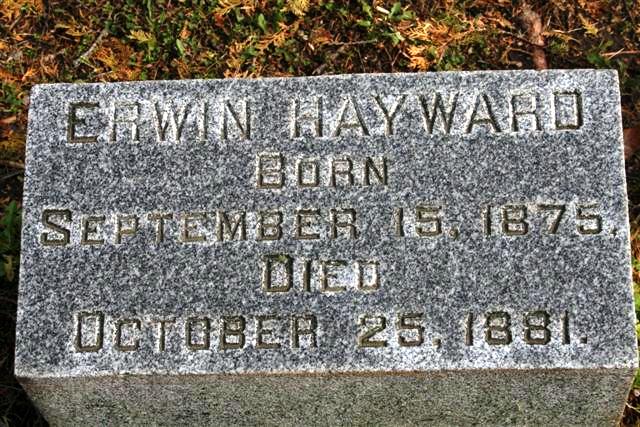 ERWIN HAYWARD
BORN
SEPTEMBER 15, 1875.
DIED
OCTOBER 25, 1881.